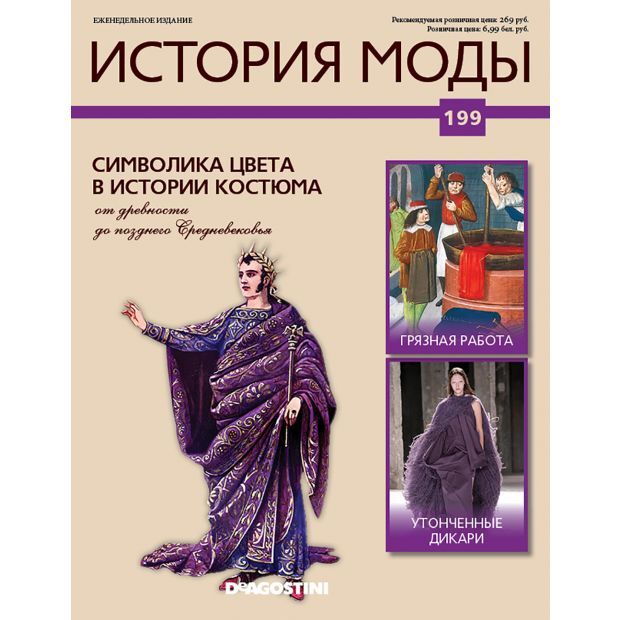 ЕЖЕНЕДЕЛЬНОЕ ИЗДАНИЕ
Рекомендуемая розничная цена: 269 руб.
Розничная цена: 6,99 бел. руб.
ИСТОРИЯ МОДЫ
199
СИМВОЛИКА ЦВЕТА
В ИСТОРИИ КОСТЮМА
от древности
до позднего Средневековья
ГРЯЗНАЯ РАБОТА
УТОНЧЕННЫЕ
ДИКАРИ
DeAGOSTINI